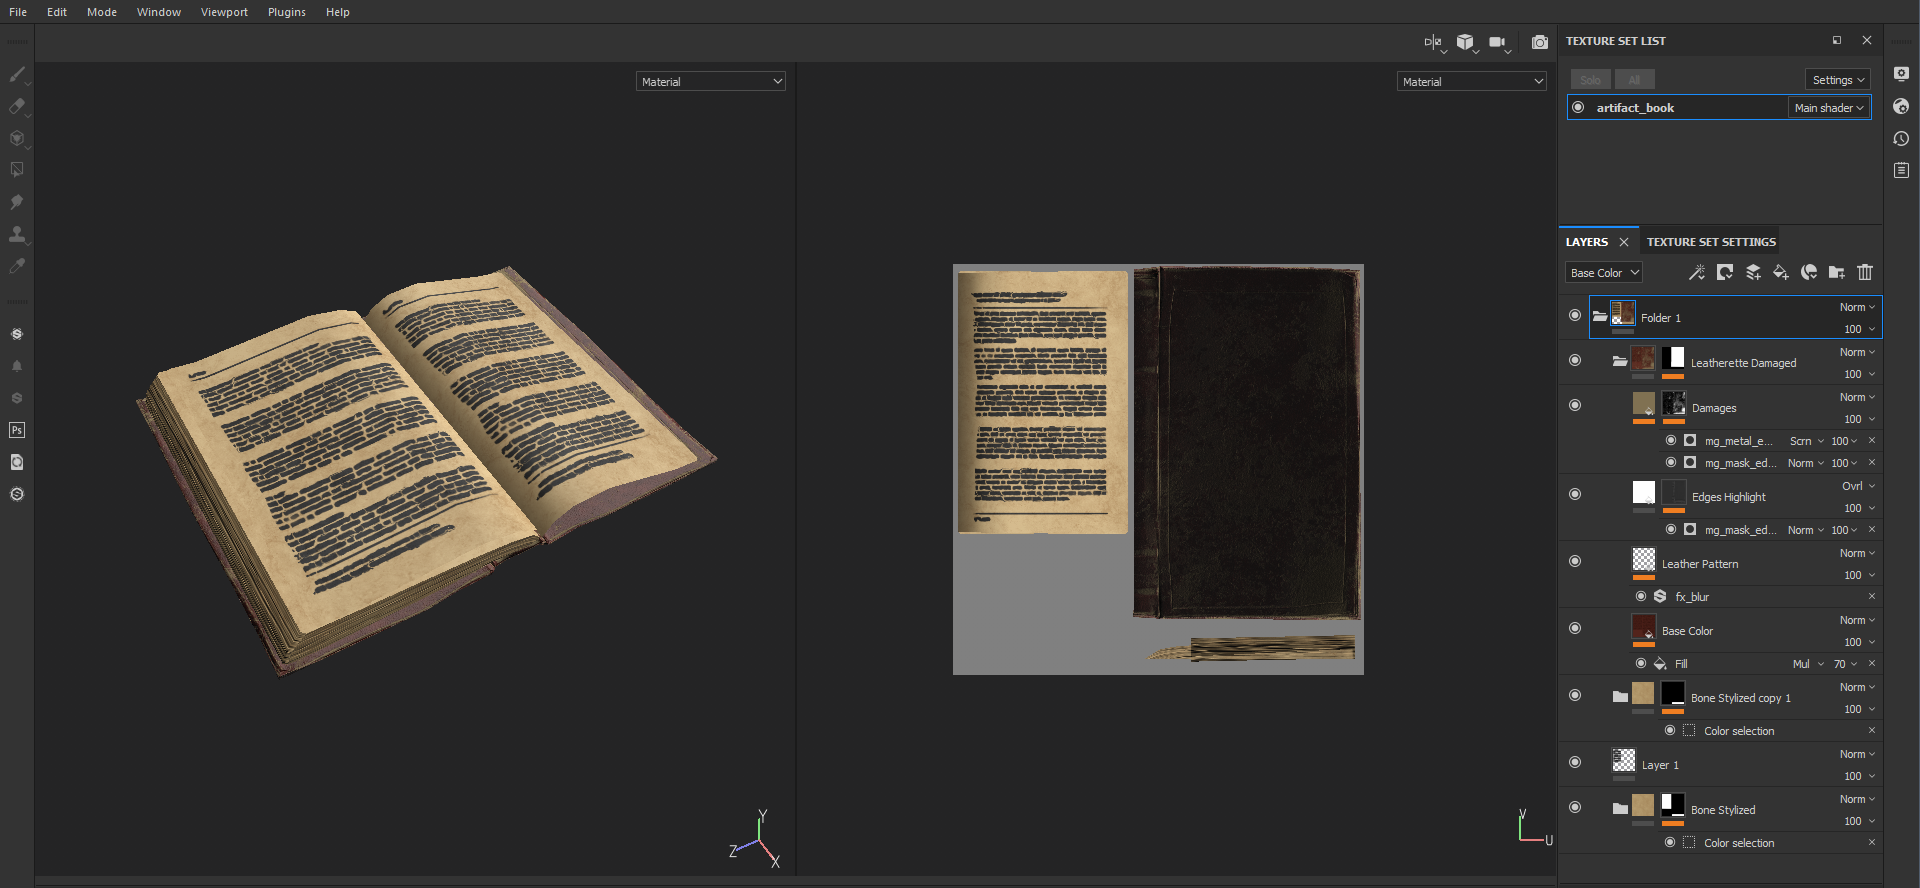 File Edit Mode Window Viewport Plugins Help
Material
Material
TEXTURE SET LIST
Solo All Settings
artifact_book Main shader
LAYERS TEXTURE SET SETTINGS
Base Color
Folder 1 Norm 100
Leatherette Damaged Norm 100
Damages Norm 100
mg_metal_e... Scrn 100
mg_mask_ed... Norm 100
Edges Highlight Ovrl 100
mg_mask_ed... Norm 100
Leather Pattern Norm 100
fx_blur
Base Color Norm 100
Fill Mul 70
Bone Stylized copy 1 Norm 100
Color selection
Layer 1 Norm 100
Bone Stylized Norm 100
Color selection
Ps
Y
Z
X
V
U